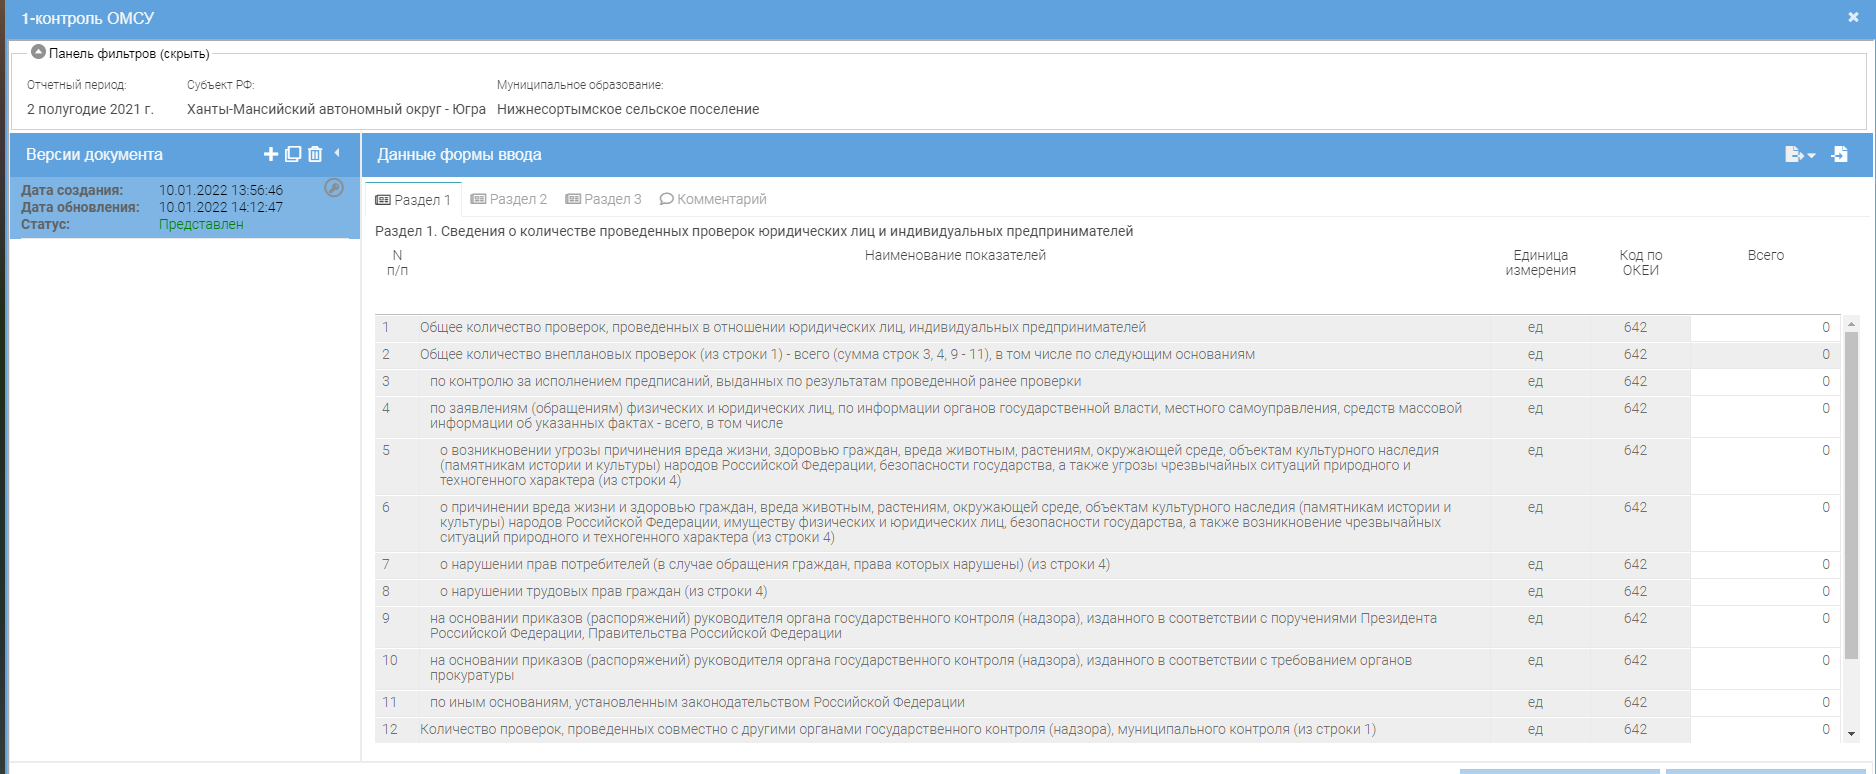 1-контроль ОМСУ
Панель фильтров (скрыть)
Отчетный период: Субъект РФ: Муниципальное образование:
2 полугодие 2021 г. Ханты-Мансийский автономный округ - Югра Нижнесортымское сельское поселение
Версии документа
Дата создания: 10.01.2022 13:56:46
Дата обновления: 10.01.2022 14:12:47
Статус: Представлен
Данные формы ввода
Раздел 1 Раздел 2 Раздел 3 Комментарий
Раздел 1. Сведения о количестве проведенных проверок юридических лиц и индивидуальных предпринимателей
N Наименование показателей Единица Код по Всего
п/п измерения ОКЕИ
1 Общее количество проверок, проведенных в отношении юридических лиц, индивидуальных предпринимателей ед 642 0
2 Общее количество внеплановых проверок (из строки 1) - всего (сумма строк 3, 4, 9 - 11), в том числе по следующим основаниям ед 642 0
3 по контролю за исполнением предписаний, выданных по результатам проведенной ранее проверки ед 642 0
4 по заявлениям (обращениям) физических и юридических лиц, по информации органов государственной власти, местного самоуправления, средств массовой ед 642 0
информации об указанных фактах - всего, в том числе
5 о возникновении угрозы причинения вреда жизни, здоровью граждан, вреда животным, растениям, окружающей среде, объектам культурного наследия ед 642 0
(памятникам истории и культуры) народов Российской Федерации, безопасности государства, а также угрозы чрезвычайных ситуаций природного и
техногенного характера (из строки 4)
6 о причинении вреда жизни и здоровью граждан, вреда животным, растениям, окружающей среде, объектам культурного наследия (памятникам истории и ед 642 0
культуры) народов Российской Федерации, имуществу физических и юридических лиц, безопасности государства, а также возникновение чрезвычайных
ситуаций природного и техногенного характера (из строки 4)
7 о нарушении прав потребителей (в случае обращения граждан, права которых нарушены) (из строки 4) ед 642 0
8 о нарушении трудовых прав граждан (из строки 4) ед 642 0
9 на основании приказов (распоряжений) руководителя органа государственного контроля (надзора), изданного в соответствии с поручениями Президента ед 642 0
Российской Федерации, Правительства Российской Федерации
10 на основании приказов (распоряжений) руководителя органа государственного контроля (надзора), изданного в соответствии с требованием органов ед 642 0
прокуратуры
11 по иным основаниям, установленным законодательством Российской Федерации ед 642 0
12 Количество проверок, проведенных совместно с другими органами государственного контроля (надзора), муниципального контроля (из строки 1) ед 642 0